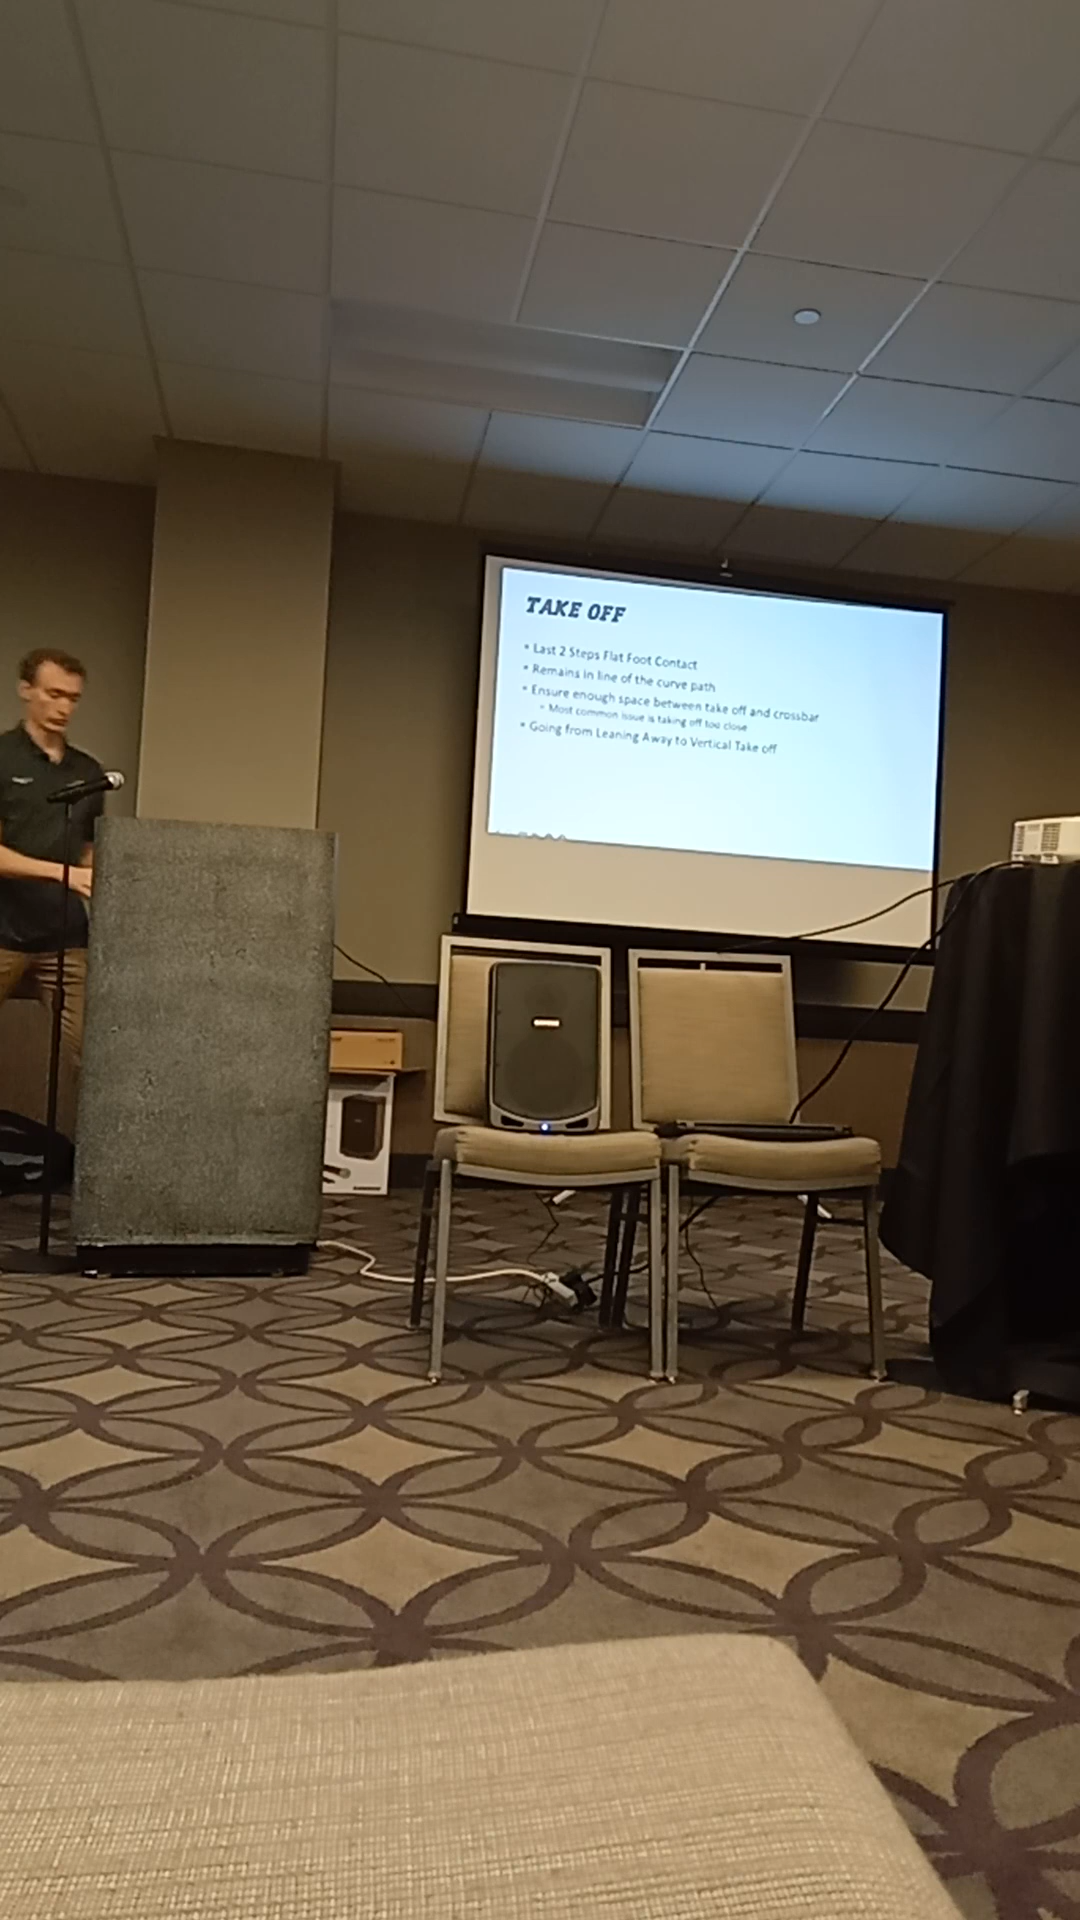 TAKE OFF
• Last 2 Steps Flat Foot Contact
• Remains in line of the curve path
• Ensure enough space between take off and crossbar
• Most common issue is taking off too close
• Going from Leaning Away to Vertical Take off